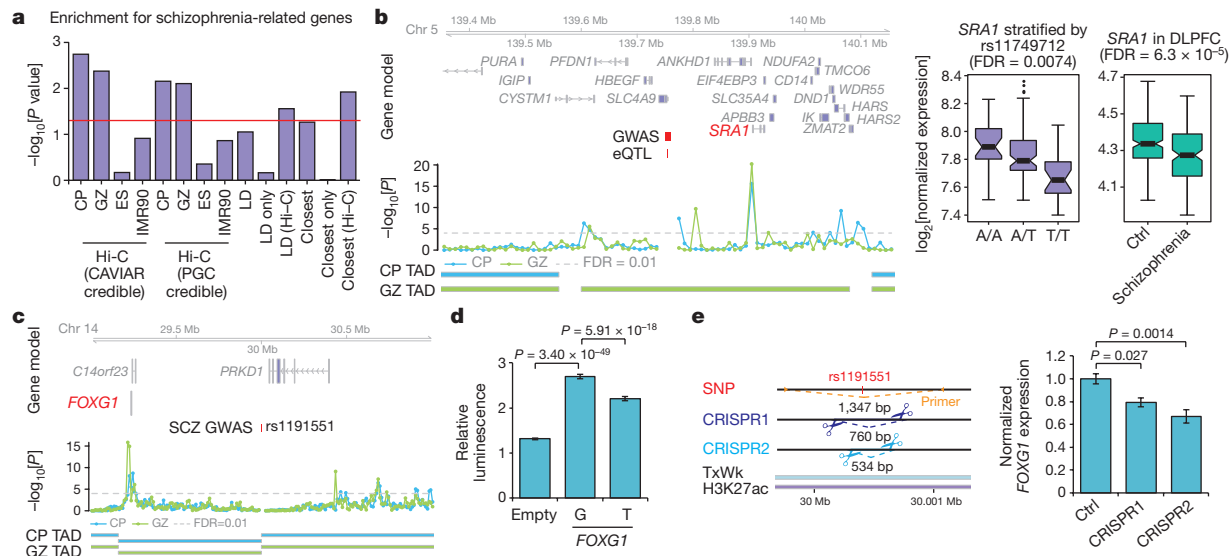 a
Enrichment for schizophrenia-related genes
–log10[P value]
3
2
1
0
CP
GZ
ES
IMR90
CP
GZ
ES
IMR90
LD
LD only
LD (Hi–C)
Closest
Closest only
Closest (Hi–C)
Hi-C
(CAVIAR
credible)
Hi-C
(PGC
credible)
b
Chr 5
139.4 Mb
139.6 Mb
139.8 Mb
140 Mb
139.5 Mb
139.7 Mb
139.9 Mb
140.1 Mb
Gene model
PURA
PFDN1
ANKHD1
NDUFA2
TMCO6
IGIP
HBEGF
EIF4EBP3
CD14
WDR55
CYSTM1
SLC4A9
SLC35A4
DND1
HARS
APBB3
IK
HARS2
SRA1
ZMAT2
GWAS
eQTL
–log10[P]
20
15
10
5
0
CP
GZ
FDR = 0.01
CP TAD
GZ TAD
SRA1 stratified by
rs11749712
(FDR = 0.0074)
log2[normalized expression]
8.4
8.2
8.0
7.8
7.6
7.4
A/A
A/T
T/T
SRA1 in DLPFC
(FDR = 6.3 × 10–5)
4.7
4.4
4.1
Ctrl
Schizophrenia
c
Chr 14
29.5 Mb
30.5 Mb
30 Mb
Gene model
C14orf23
PRKD1
FOXG1
SCZ GWAS
rs1191551
–log10[P]
20
15
10
5
0
CP
GZ
FDR=0.01
CP TAD
GZ TAD
d
P = 5.91 × 10–18
P = 3.40 × 10–49
Relative
luminescence
3
2
1
0
Empty
G
T
FOXG1
e
SNP
rs1191551
Primer
1,347 bp
CRISPR1
760 bp
CRISPR2
534 bp
TxWk
H3K27ac
30 Mb
30.001 Mb
P = 0.0014
P = 0.027
Normalized
FOXG1 expression
1.2
1.0
0.8
0.6
0.4
0.2
0
Ctrl
CRISPR1
CRISPR2